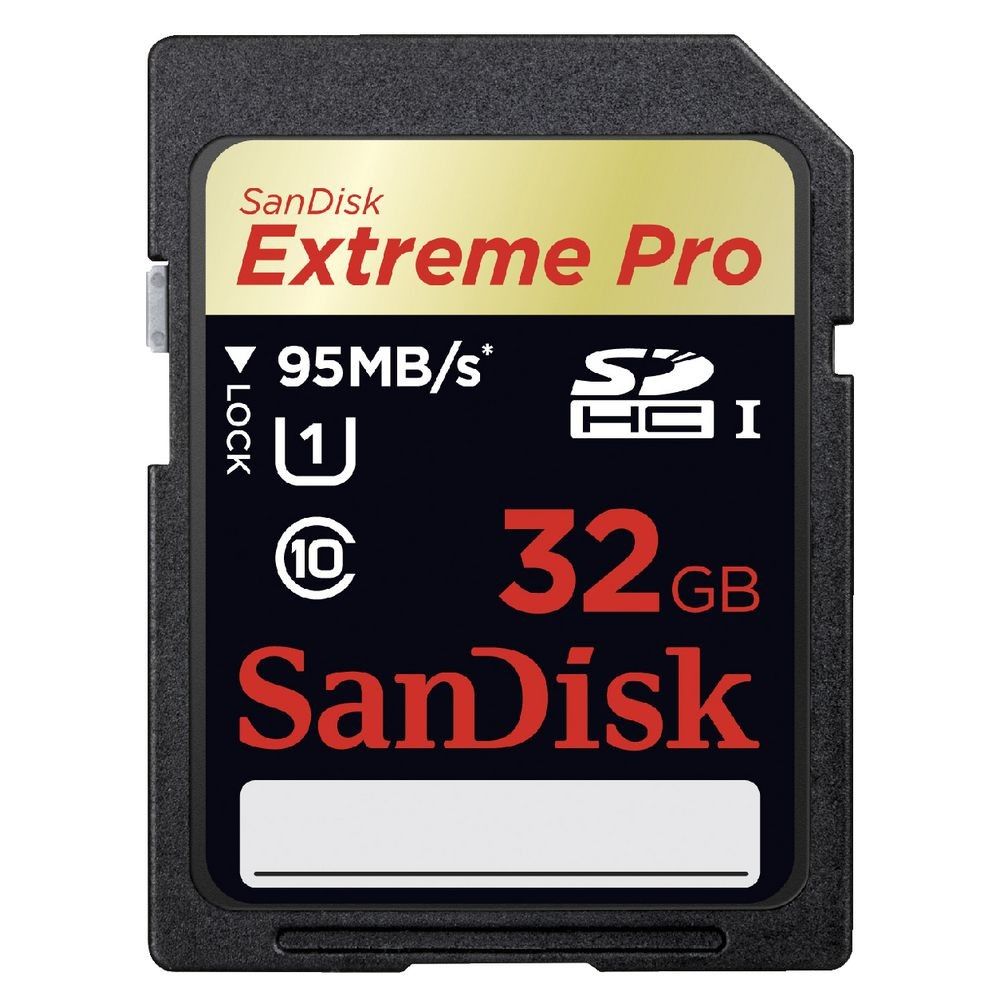 SanDisk
Extreme Pro
95MB/s*
LOCK
SD HC I
1
10
32GB
SanDisk